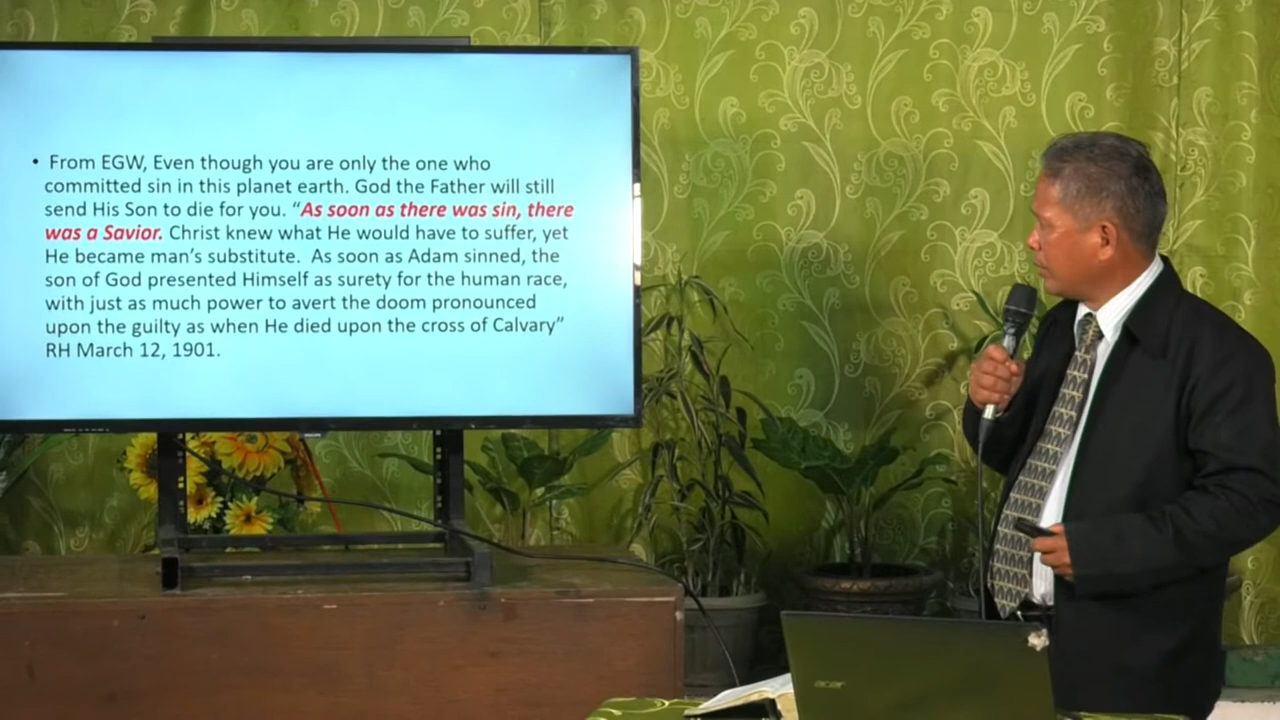 • From EGW, Even though you are only the one who
committed sin in this planet earth. God the Father will still
send His Son to die for you. “As soon as there was sin, there
was a Savior. Christ knew what He would have to suffer, yet
He became man’s substitute.  As soon as Adam sinned, the
son of God presented Himself as surety for the human race,
with just as much power to avert the doom pronounced
upon the guilty as when He died upon the cross of Calvary”
RH March 12, 1901.
acer